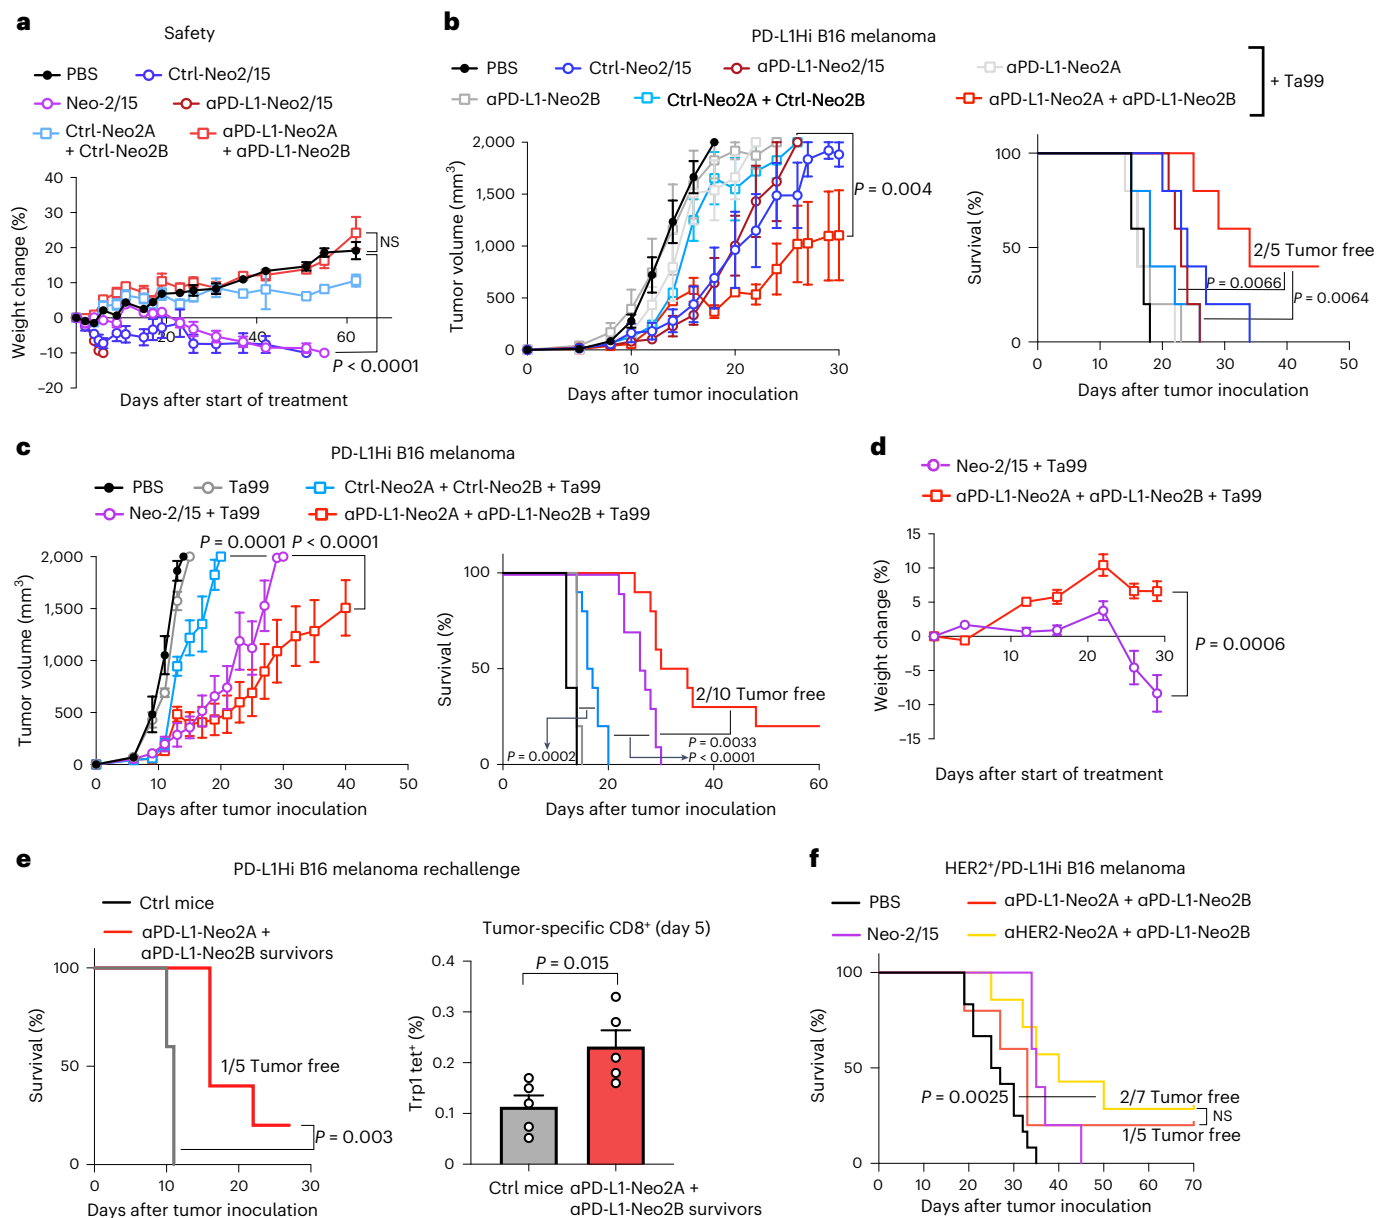 a
Safety
PBS
Ctrl-Neo2/15
Neo-2/15
αPD-L1-Neo2/15
Ctrl-Neo2A
+ Ctrl-Neo2B
αPD-L1-Neo2A
+ αPD-L1-Neo2B
Weight change (%)
40
30
20
10
0
−10
−20
20
40
60
NS
P < 0.0001
Days after start of treatment
b
PD-L1Hi B16 melanoma
PBS
Ctrl-Neo2/15
αPD-L1-Neo2/15
αPD-L1-Neo2A
αPD-L1-Neo2B
Ctrl-Neo2A + Ctrl-Neo2B
αPD-L1-Neo2A + αPD-L1-Neo2B
+ Ta99
Tumor volume (mm³)
2,000
1,500
1,000
500
0
0
10
20
30
P = 0.004
Days after tumor inoculation
Survival (%)
100
50
0
0
10
20
30
40
50
2/5 Tumor free
P = 0.0066
P = 0.0064
Days after tumor inoculation
c
PD-L1Hi B16 melanoma
PBS
Ta99
Ctrl-Neo2A + Ctrl-Neo2B + Ta99
Neo-2/15 + Ta99
αPD-L1-Neo2A + αPD-L1-Neo2B + Ta99
P = 0.0001 P < 0.0001
Tumor volume (mm³)
2,000
1,500
1,000
500
0
0
10
20
30
40
50
Days after tumor inoculation
Survival (%)
100
50
0
0
20
40
60
2/10 Tumor free
P = 0.0002
P = 0.0033
P < 0.0001
Days after tumor inoculation
d
Neo-2/15 + Ta99
αPD-L1-Neo2A + αPD-L1-Neo2B + Ta99
Weight change (%)
15
10
5
0
−5
−10
−15
10
20
30
P = 0.0006
Days after start of treatment
e
PD-L1Hi B16 melanoma rechallenge
Ctrl mice
αPD-L1-Neo2A +
αPD-L1-Neo2B survivors
Survival (%)
100
50
0
0
10
20
30
1/5 Tumor free
P = 0.003
Days after tumor inoculation
Tumor-specific CD8⁺ (day 5)
Trp1 tet⁺ (%)
0.4
0.3
0.2
0.1
0
P = 0.015
Ctrl mice
αPD-L1-Neo2A +
αPD-L1-Neo2B survivors
f
HER2⁺/PD-L1Hi B16 melanoma
PBS
αPD-L1-Neo2A + αPD-L1-Neo2B
Neo-2/15
αHER2-Neo2A + αPD-L1-Neo2B
Survival (%)
100
50
0
0
10
20
30
40
50
60
70
P = 0.0025
2/7 Tumor free
NS
1/5 Tumor free
Days after tumor inoculation